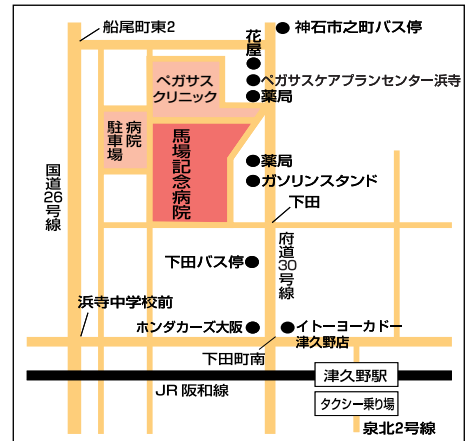 船尾町東2
神石市之町バス停
花屋
ペガサスケアプランセンター浜寺
薬局
ペガサス
クリニック
病院
駐車場
馬場記念病院
薬局
ガソリンスタンド
下田
国道26号線
府道30号線
下田バス停
浜寺中学校前
ホンダカーズ大阪
イトーヨーカドー
津久野店
下田町南
JR阪和線
津久野駅
タクシー乗り場
泉北2号線